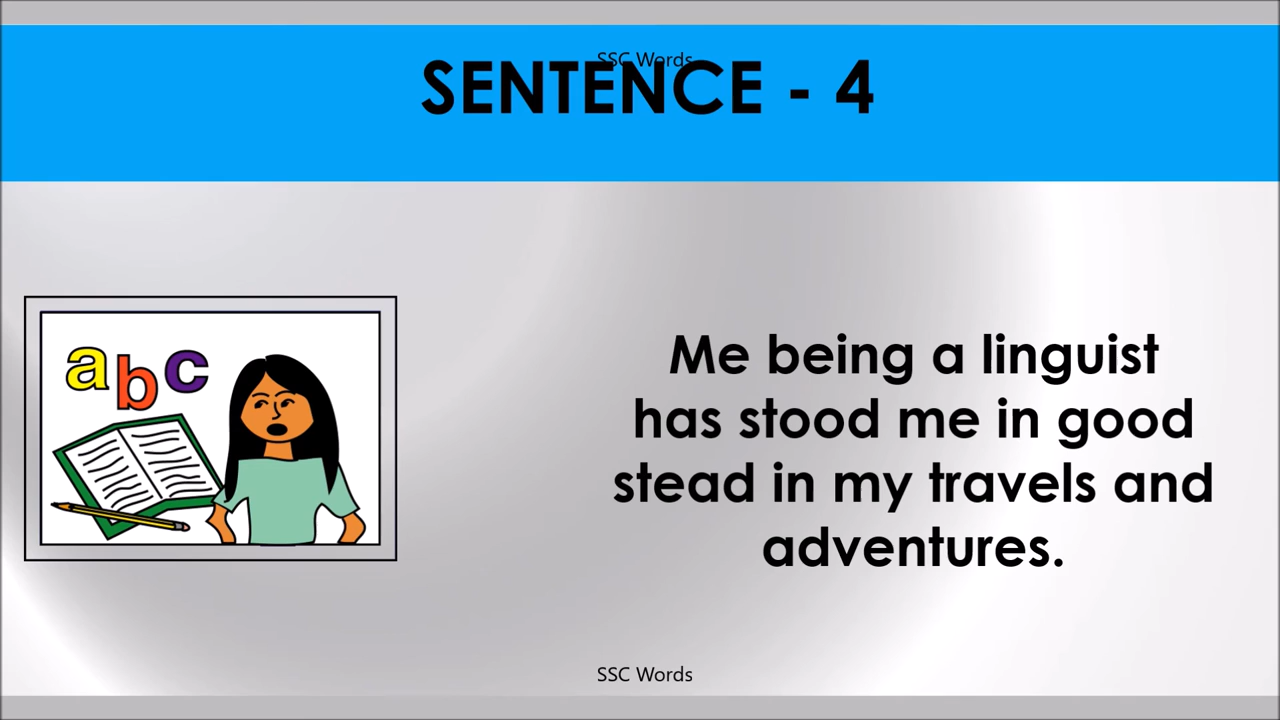 SSC Words
SENTENCE - 4
abc
Me being a linguist
has stood me in good
stead in my travels and
adventures.
SSC Words